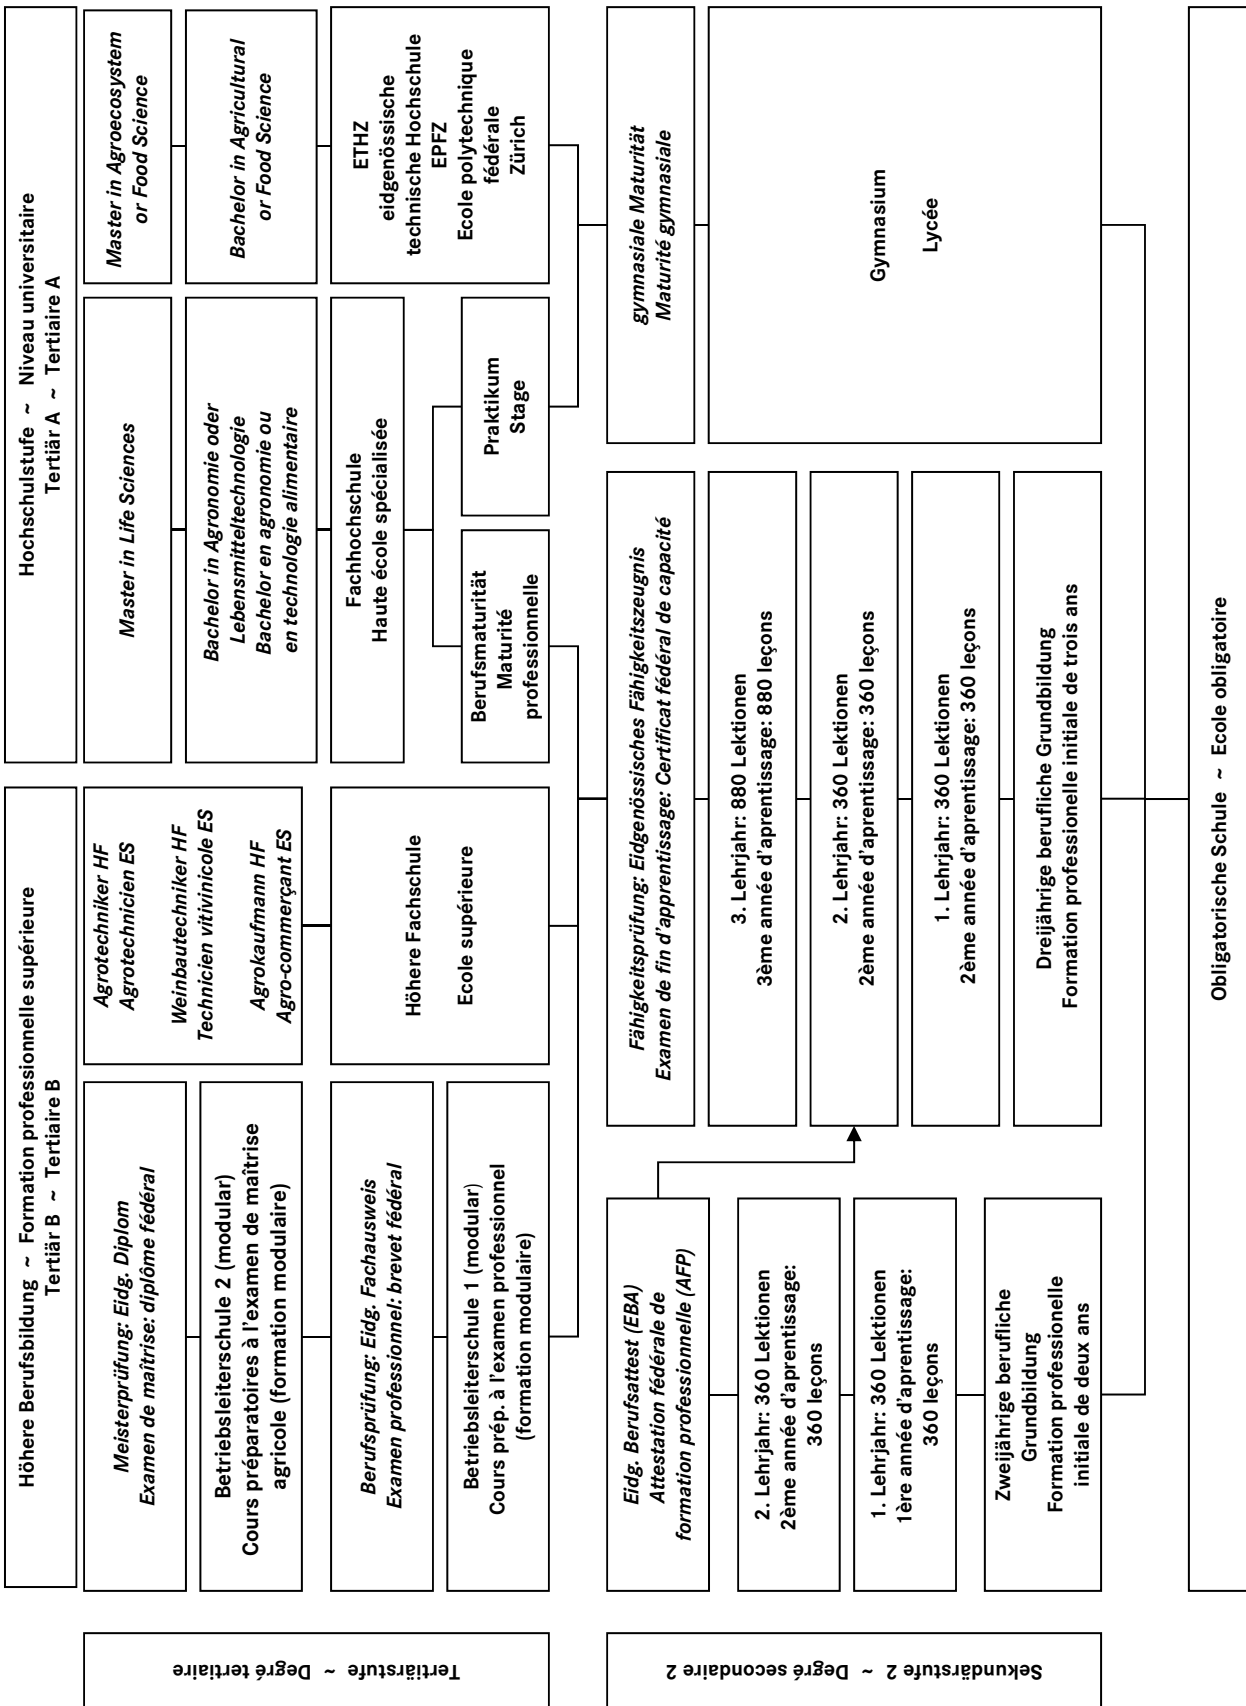 Höhere Berufsbildung ~ Formation professionnelle supérieure
Tertiär B ~ Tertiaire B
Hochschulstufe ~ Niveau universitaire
Tertiär A ~ Tertiaire A
Tertiärstufe ~ Degré tertiaire
Meisterprüfung: Eidg. Diplom
Examen de maîtrise: diplôme fédéral
Agrotechniker HF
Agrotechnicien ES
Weinbautechniker HF
Technicien vitivinicole ES
Agrokaufmann HF
Agro-commerçant ES
Master in Life Sciences
Master in Agroecosystem
or Food Science
Betriebsleiterschule 2 (modular)
Cours préparatoires à l'examen de maîtrise
agricole (formation modulaire)
Bachelor in Agronomie oder
Lebensmitteltechnologie
Bachelor en agronomie ou
en technologie alimentaire
Bachelor in Agricultural
or Food Science
Berufsprüfung: Eidg. Fachausweis
Examen professionnel: brevet fédéral
Höhere Fachschule
Ecole supérieure
Fachhochschule
Haute école spécialisée
ETHZ
eidgenössische
technische Hochschule
EPFZ
Ecole polytechnique
fédérale
Zürich
Betriebsleiterschule 1 (modular)
Cours prép. à l'examen professionnel
(formation modulaire)
Berufsmaturität
Maturité
professionnelle
Praktikum
Stage
Sekundärstufe 2 ~ Degré secondaire 2
Eidg. Berufsattest (EBA)
Attestation fédérale de
formation professionnelle (AFP)
Fähigkeitsprüfung: Eidgenössisches Fähigkeitszeugnis
Examen de fin d'apprentissage: Certificat fédéral de capacité
gymnasiale Maturität
Maturité gymnasiale
2. Lehrjahr: 360 Lektionen
2ème année d'aprentissage:
360 leçons
3. Lehrjahr: 880 Lektionen
3ème année d'aprentissage: 880 leçons
Gymnasium
Lycée
1. Lehrjahr: 360 Lektionen
1ère année d'aprentissage:
360 leçons
2. Lehrjahr: 360 Lektionen
2ème année d'aprentissage: 360 leçons
1. Lehrjahr: 360 Lektionen
2ème année d'aprentissage: 360 leçons
Zweijährige berufliche
Grundbildung
Formation professionelle
initiale de deux ans
Dreijährige berufliche Grundbildung
Formation professionelle initiale de trois ans
Obligatorische Schule ~ Ecole obligatoire